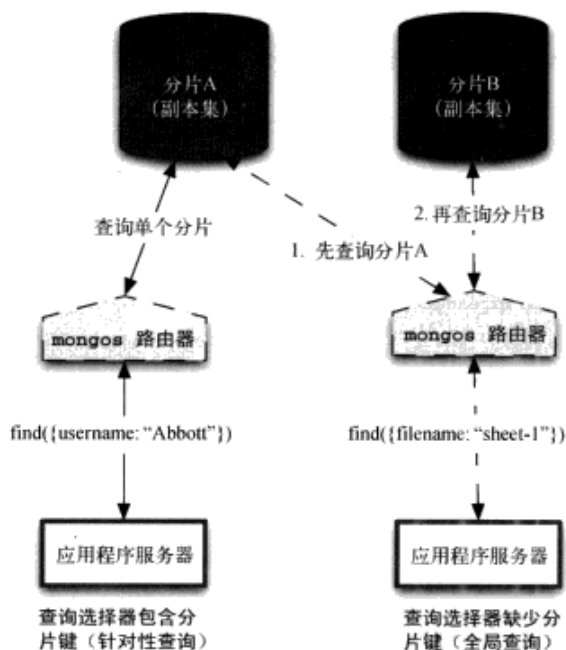 分片A
(副本集)
分片B
(副本集)
查询单个分片
1. 先查询分片A
2. 再查询分片B
mongos 路由器
mongos 路由器
find({username: “Abbott”})
find({filename: “sheet-1”})
应用程序服务器
应用程序服务器
查询选择器包含分
片键（针对性查询）
查询选择器缺少分
片键（全局查询）